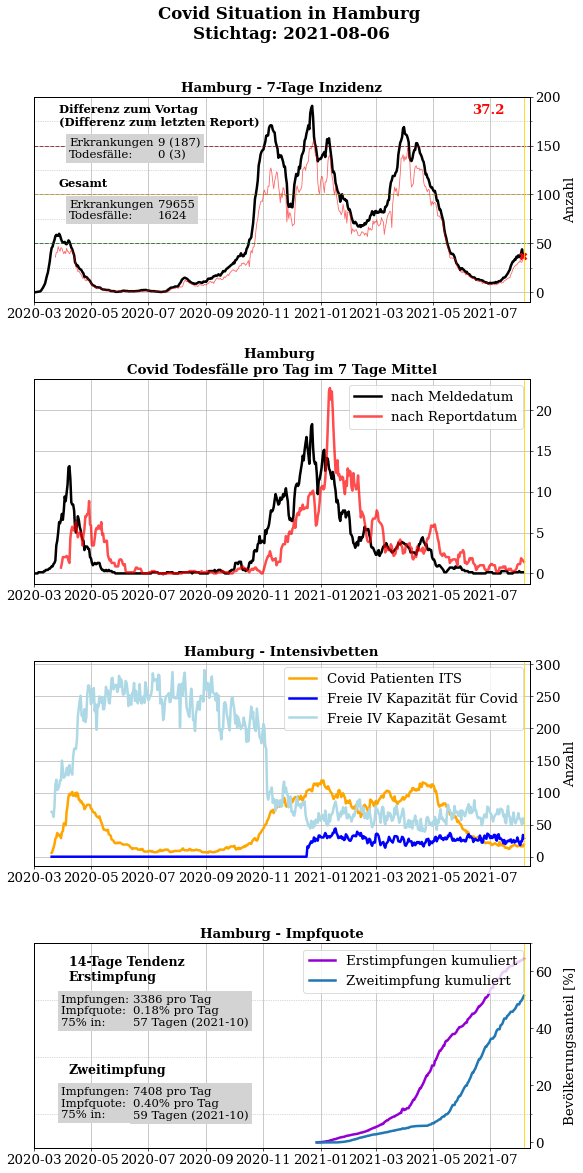 Covid Situation in Hamburg
Stichtag: 2021-08-06
Hamburg - 7-Tage Inzidenz
Differenz zum Vortag
(Differenz zum letzten Report)
Erkrankungen 9 (187)
Todesfälle: 0 (3)
Gesamt
Erkrankungen 79655
Todesfälle: 1624
37.2
200
150
100
50
0
Anzahl
2020-03 2020-05 2020-07 2020-09 2020-11 2021-01 2021-03 2021-05 2021-07
Hamburg
Covid Todesfälle pro Tag im 7 Tage Mittel
nach Meldedatum
nach Reportdatum
20
15
10
5
0
2020-03 2020-05 2020-07 2020-09 2020-11 2021-01 2021-03 2021-05 2021-07
Hamburg - Intensivbetten
Covid Patienten ITS
Freie IV Kapazität für Covid
Freie IV Kapazität Gesamt
300
250
200
150
100
50
0
Anzahl
2020-03 2020-05 2020-07 2020-09 2020-11 2021-01 2021-03 2021-05 2021-07
Hamburg - Impfquote
14-Tage Tendenz
Erstimpfung
Impfungen: 3386 pro Tag
Impfquote: 0.18% pro Tag
75% in: 57 Tagen (2021-10)
Zweitimpfung
Impfungen: 7408 pro Tag
Impfquote: 0.40% pro Tag
75% in: 59 Tagen (2021-10)
Erstimpfungen kumuliert
Zweitimpfung kumuliert
60
40
20
0
Bevölkerungsanteil [%]
2020-03 2020-05 2020-07 2020-09 2020-11 2021-01 2021-03 2021-05 2021-07